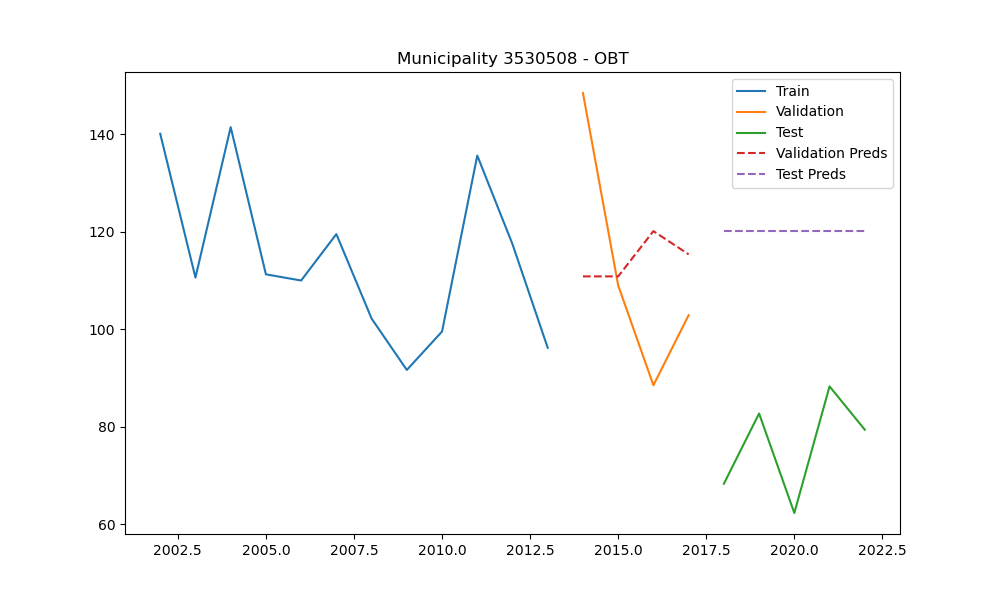 Municipality 3530508 - OBT
Train
Validation
Test
Validation Preds
Test Preds
140
120
100
80
60
2002.5 2005.0 2007.5 2010.0 2012.5 2015.0 2017.5 2020.0 2022.5